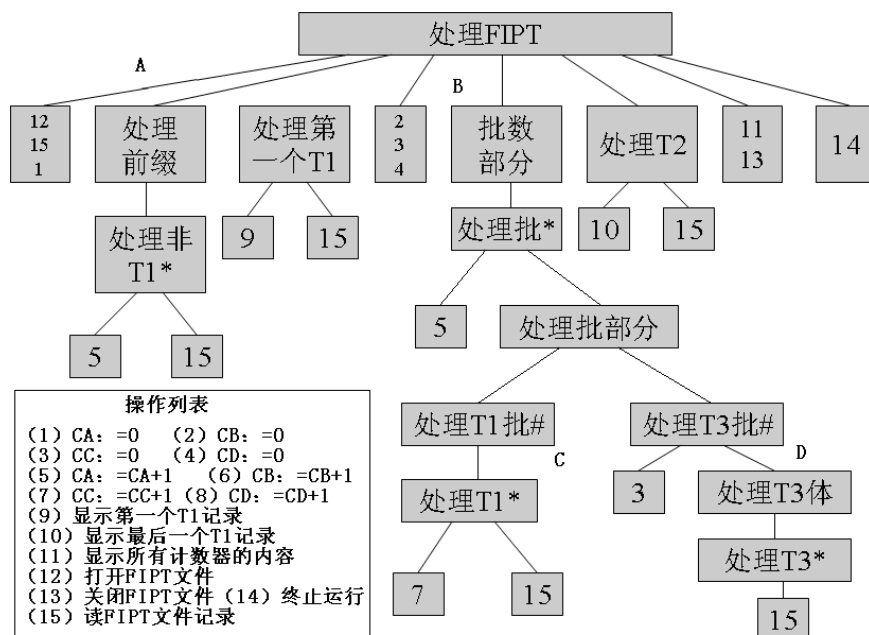 处理FIPT
A
B
12
15
1
处理
前缀
处理第
一个T1
2
3
4
批数
部分
处理T2
11
13
14
处理非
T1*
9
15
处理批*
10
15
5
15
5
处理批部分
处理T1批#
处理T3批#
C
D
处理T1*
3
处理T3体
7
15
处理T3*
15
操作列表
(1) CA：=0 (2) CB：=0
(3) CC：=0 (4) CD：=0
(5) CA：=CA+1 (6) CB：=CB+1
(7) CC：=CC+1 (8) CD：=CD+1
(9) 显示第一个T1记录
(10) 显示最后一个T1记录
(11) 显示所有计数器的内容
(12) 打开FIPT文件
(13) 关闭FIPT文件 (14) 终止运行
(15) 读FIPT文件记录